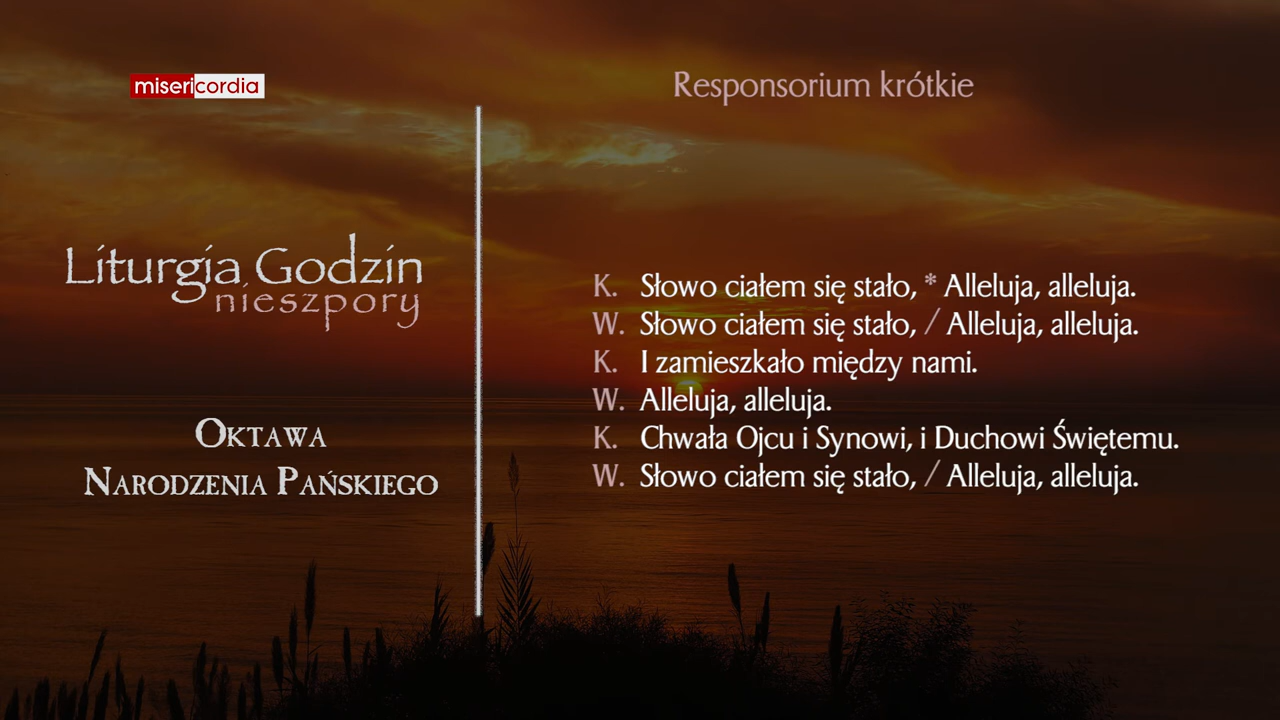 misericordia
Liturgia Godzin
nieszpory
Oktawa
Narodzenia Pańskiego
Responsorium krótkie
K. Słowo ciałem się stało, * Alleluja, alleluja.
W. Słowo ciałem się stało, / Alleluja, alleluja.
K. I zamieszkało między nami.
W. Alleluja, alleluja.
K. Chwała Ojcu i Synowi, i Duchowi Świętemu.
W. Słowo ciałem się stało, / Alleluja, alleluja.